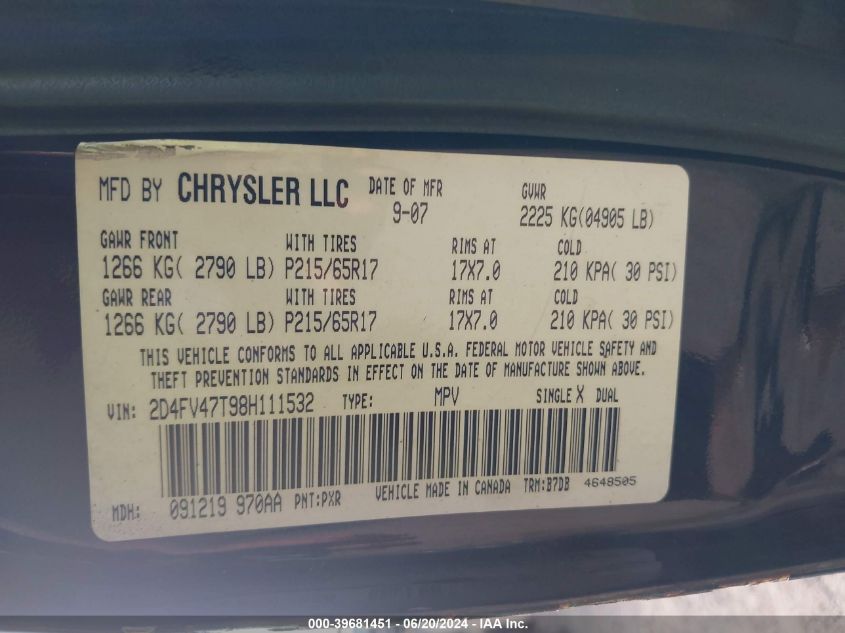 MFD BY CHRYSLER LLC DATE OF MFR GVWR
9-07 2225 KG(04905 LB)
GAWR FRONT WITH TIRES RIMS AT COLD
1266 KG( 2790 LB) P215/65R17 17X7.0 210 KPA( 30 PSI)
GAWR REAR WITH TIRES RIMS AT COLD
1266 KG( 2790 LB) P215/65R17 17X7.0 210 KPA( 30 PSI)
THIS VEHICLE CONFORMS TO ALL APPLICABLE U.S.A. FEDERAL MOTOR VEHICLE SAFETY AND
THEFT PREVENTION STANDARDS IN EFFECT ON THE DATE OF MANUFACTURE SHOWN ABOVE.
VIN: 2D4FV47T98H111532 TYPE: MPV SINGLE X DUAL
MDH: 091219 970AA PNT:PXR VEHICLE MADE IN CANADA TRM:B7DB 4648505
000-39681451 - 06/20/2024 - IAA Inc.